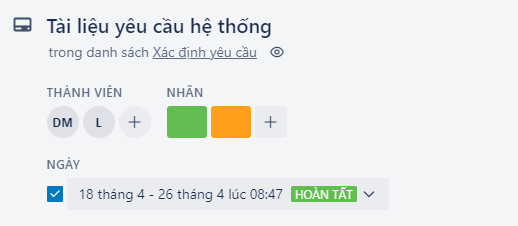 Tài liệu yêu cầu hệ thống
trong danh sách Xác định yêu cầu
THÀNH VIÊN NHÃN
DM L + +
NGÀY
18 tháng 4 - 26 tháng 4 lúc 08:47 HOÀN TẤT